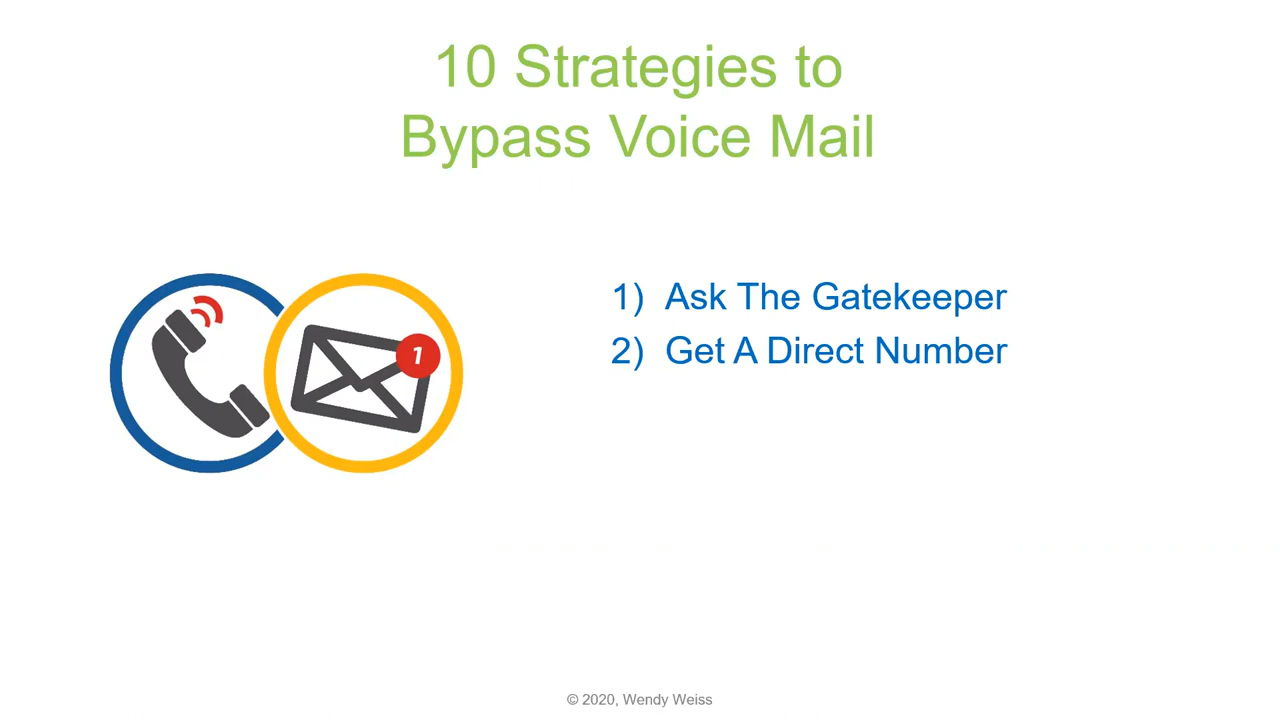 10 Strategies to
Bypass Voice Mail
1) Ask The Gatekeeper
2) Get A Direct Number
1
© 2020, Wendy Weiss